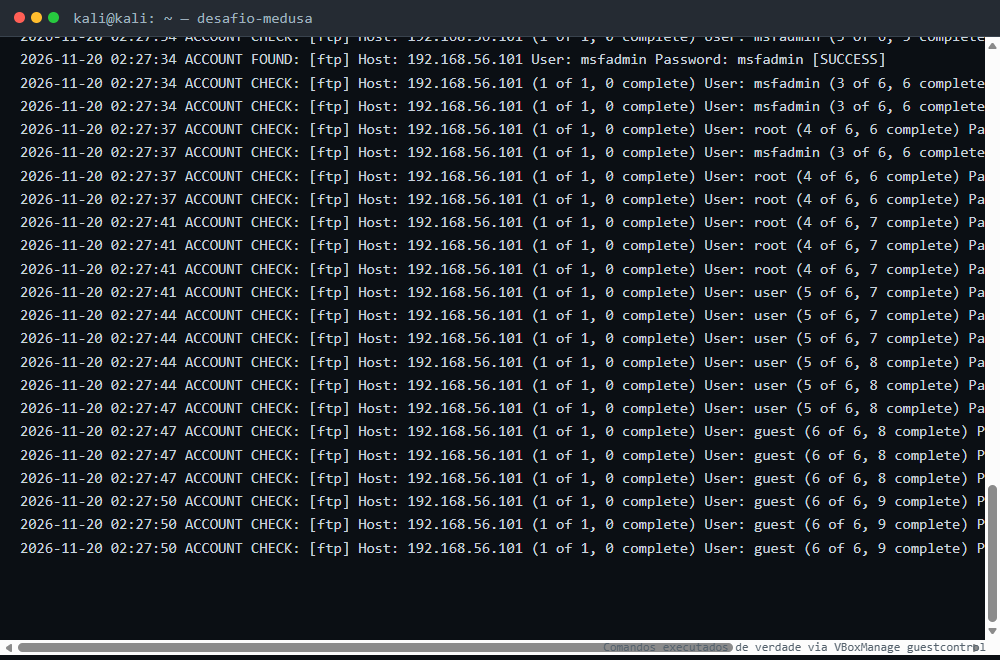 kali@kali: ~ — desafio-medusa
2026-11-20 02:27:34 ACCOUNT CHECK: [ftp] Host: 192.168.56.101 (1 of 1, 0 complete) User: msfadmin (3 of 6, 5 complete
2026-11-20 02:27:34 ACCOUNT FOUND: [ftp] Host: 192.168.56.101 User: msfadmin Password: msfadmin [SUCCESS]
2026-11-20 02:27:34 ACCOUNT CHECK: [ftp] Host: 192.168.56.101 (1 of 1, 0 complete) User: msfadmin (3 of 6, 6 complete
2026-11-20 02:27:34 ACCOUNT CHECK: [ftp] Host: 192.168.56.101 (1 of 1, 0 complete) User: msfadmin (3 of 6, 6 complete
2026-11-20 02:27:37 ACCOUNT CHECK: [ftp] Host: 192.168.56.101 (1 of 1, 0 complete) User: root (4 of 6, 6 complete) Pa
2026-11-20 02:27:37 ACCOUNT CHECK: [ftp] Host: 192.168.56.101 (1 of 1, 0 complete) User: msfadmin (3 of 6, 6 complete
2026-11-20 02:27:37 ACCOUNT CHECK: [ftp] Host: 192.168.56.101 (1 of 1, 0 complete) User: root (4 of 6, 6 complete) Pa
2026-11-20 02:27:37 ACCOUNT CHECK: [ftp] Host: 192.168.56.101 (1 of 1, 0 complete) User: root (4 of 6, 6 complete) Pa
2026-11-20 02:27:41 ACCOUNT CHECK: [ftp] Host: 192.168.56.101 (1 of 1, 0 complete) User: root (4 of 6, 7 complete) Pa
2026-11-20 02:27:41 ACCOUNT CHECK: [ftp] Host: 192.168.56.101 (1 of 1, 0 complete) User: root (4 of 6, 7 complete) Pa
2026-11-20 02:27:41 ACCOUNT CHECK: [ftp] Host: 192.168.56.101 (1 of 1, 0 complete) User: root (4 of 6, 7 complete) Pa
2026-11-20 02:27:41 ACCOUNT CHECK: [ftp] Host: 192.168.56.101 (1 of 1, 0 complete) User: user (5 of 6, 7 complete) Pa
2026-11-20 02:27:44 ACCOUNT CHECK: [ftp] Host: 192.168.56.101 (1 of 1, 0 complete) User: user (5 of 6, 7 complete) Pa
2026-11-20 02:27:44 ACCOUNT CHECK: [ftp] Host: 192.168.56.101 (1 of 1, 0 complete) User: user (5 of 6, 7 complete) Pa
2026-11-20 02:27:44 ACCOUNT CHECK: [ftp] Host: 192.168.56.101 (1 of 1, 0 complete) User: user (5 of 6, 8 complete) Pa
2026-11-20 02:27:44 ACCOUNT CHECK: [ftp] Host: 192.168.56.101 (1 of 1, 0 complete) User: user (5 of 6, 8 complete) Pa
2026-11-20 02:27:47 ACCOUNT CHECK: [ftp] Host: 192.168.56.101 (1 of 1, 0 complete) User: user (5 of 6, 8 complete) Pa
2026-11-20 02:27:47 ACCOUNT CHECK: [ftp] Host: 192.168.56.101 (1 of 1, 0 complete) User: guest (6 of 6, 8 complete) P
2026-11-20 02:27:47 ACCOUNT CHECK: [ftp] Host: 192.168.56.101 (1 of 1, 0 complete) User: guest (6 of 6, 8 complete) P
2026-11-20 02:27:47 ACCOUNT CHECK: [ftp] Host: 192.168.56.101 (1 of 1, 0 complete) User: guest (6 of 6, 8 complete) P
2026-11-20 02:27:50 ACCOUNT CHECK: [ftp] Host: 192.168.56.101 (1 of 1, 0 complete) User: guest (6 of 6, 9 complete) P
2026-11-20 02:27:50 ACCOUNT CHECK: [ftp] Host: 192.168.56.101 (1 of 1, 0 complete) User: guest (6 of 6, 9 complete) P
2026-11-20 02:27:50 ACCOUNT CHECK: [ftp] Host: 192.168.56.101 (1 of 1, 0 complete) User: guest (6 of 6, 9 complete) P
Comandos executados de verdade via VBoxManage guestcontrol